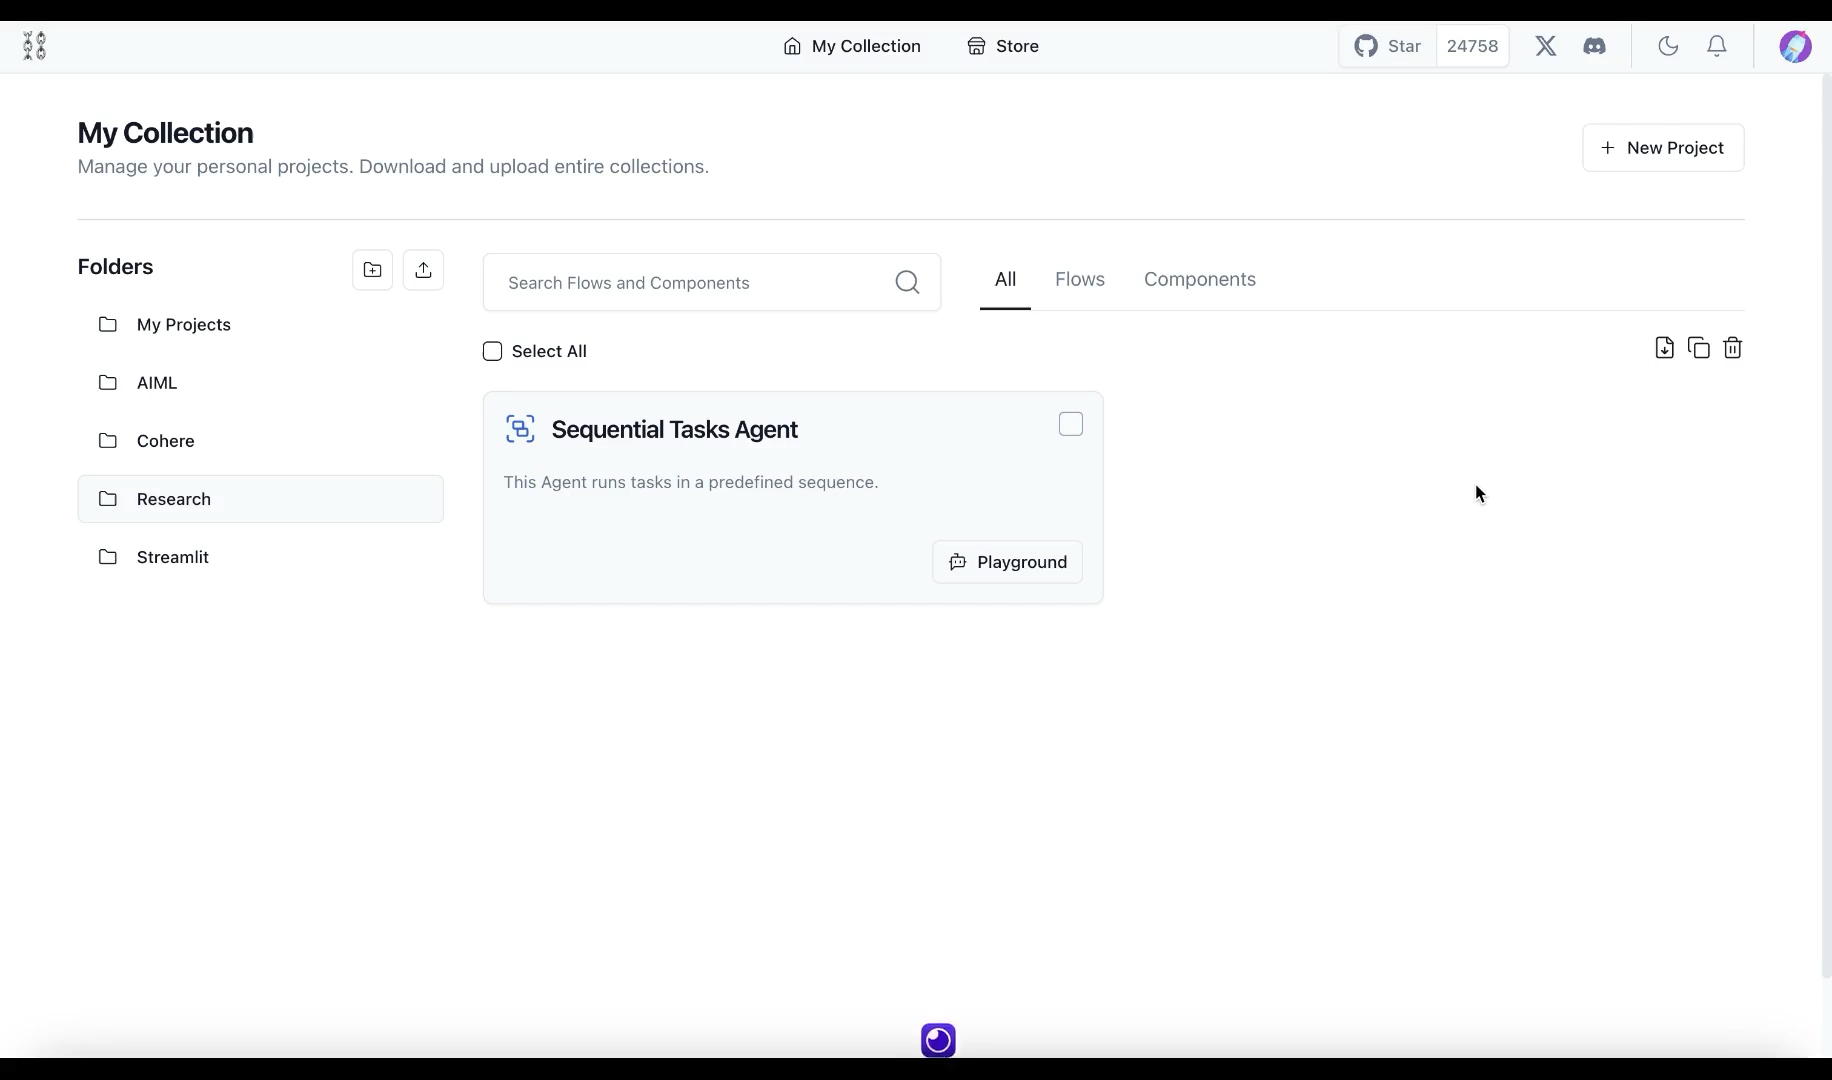 My Collection
Store
Star
24758
My Collection
Manage your personal projects. Download and upload entire collections.
New Project
Folders
My Projects
AIML
Cohere
Research
Streamlit
Search Flows and Components
All
Flows
Components
Select All
Sequential Tasks Agent
This Agent runs tasks in a predefined sequence.
Playground